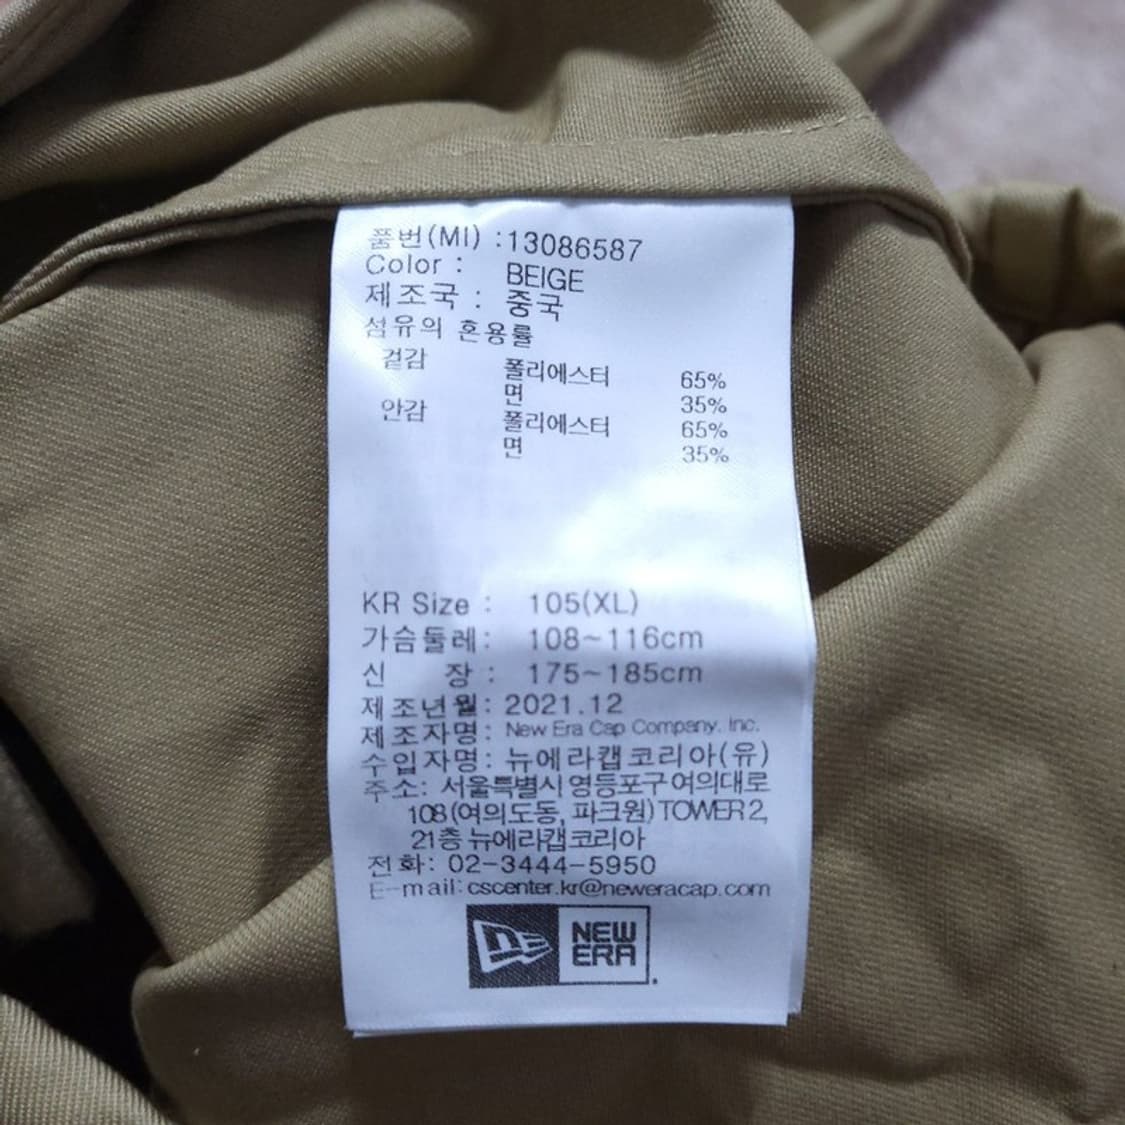 품번(MI) :13086587
Color : BEIGE
제조국 : 중국
섬유의 혼용률
겉감 폴리에스터 65%
면 35%
안감 폴리에스터 65%
면 35%
KR Size : 105(XL)
가슴둘레: 108~116cm
신 장 : 175~185cm
제조년월: 2021.12
제조자명: New Era Cap Company, Inc.
수입자명: 뉴에라캡코리아(유)
주소: 서울특별시 영등포구 여의대로
108 (여의도동, 파크원) TOWER 2,
21층 뉴에라캡코리아
전화: 02-3444-5950
E-mail: cscenter.kr@neweracap.com
NEW
ERA